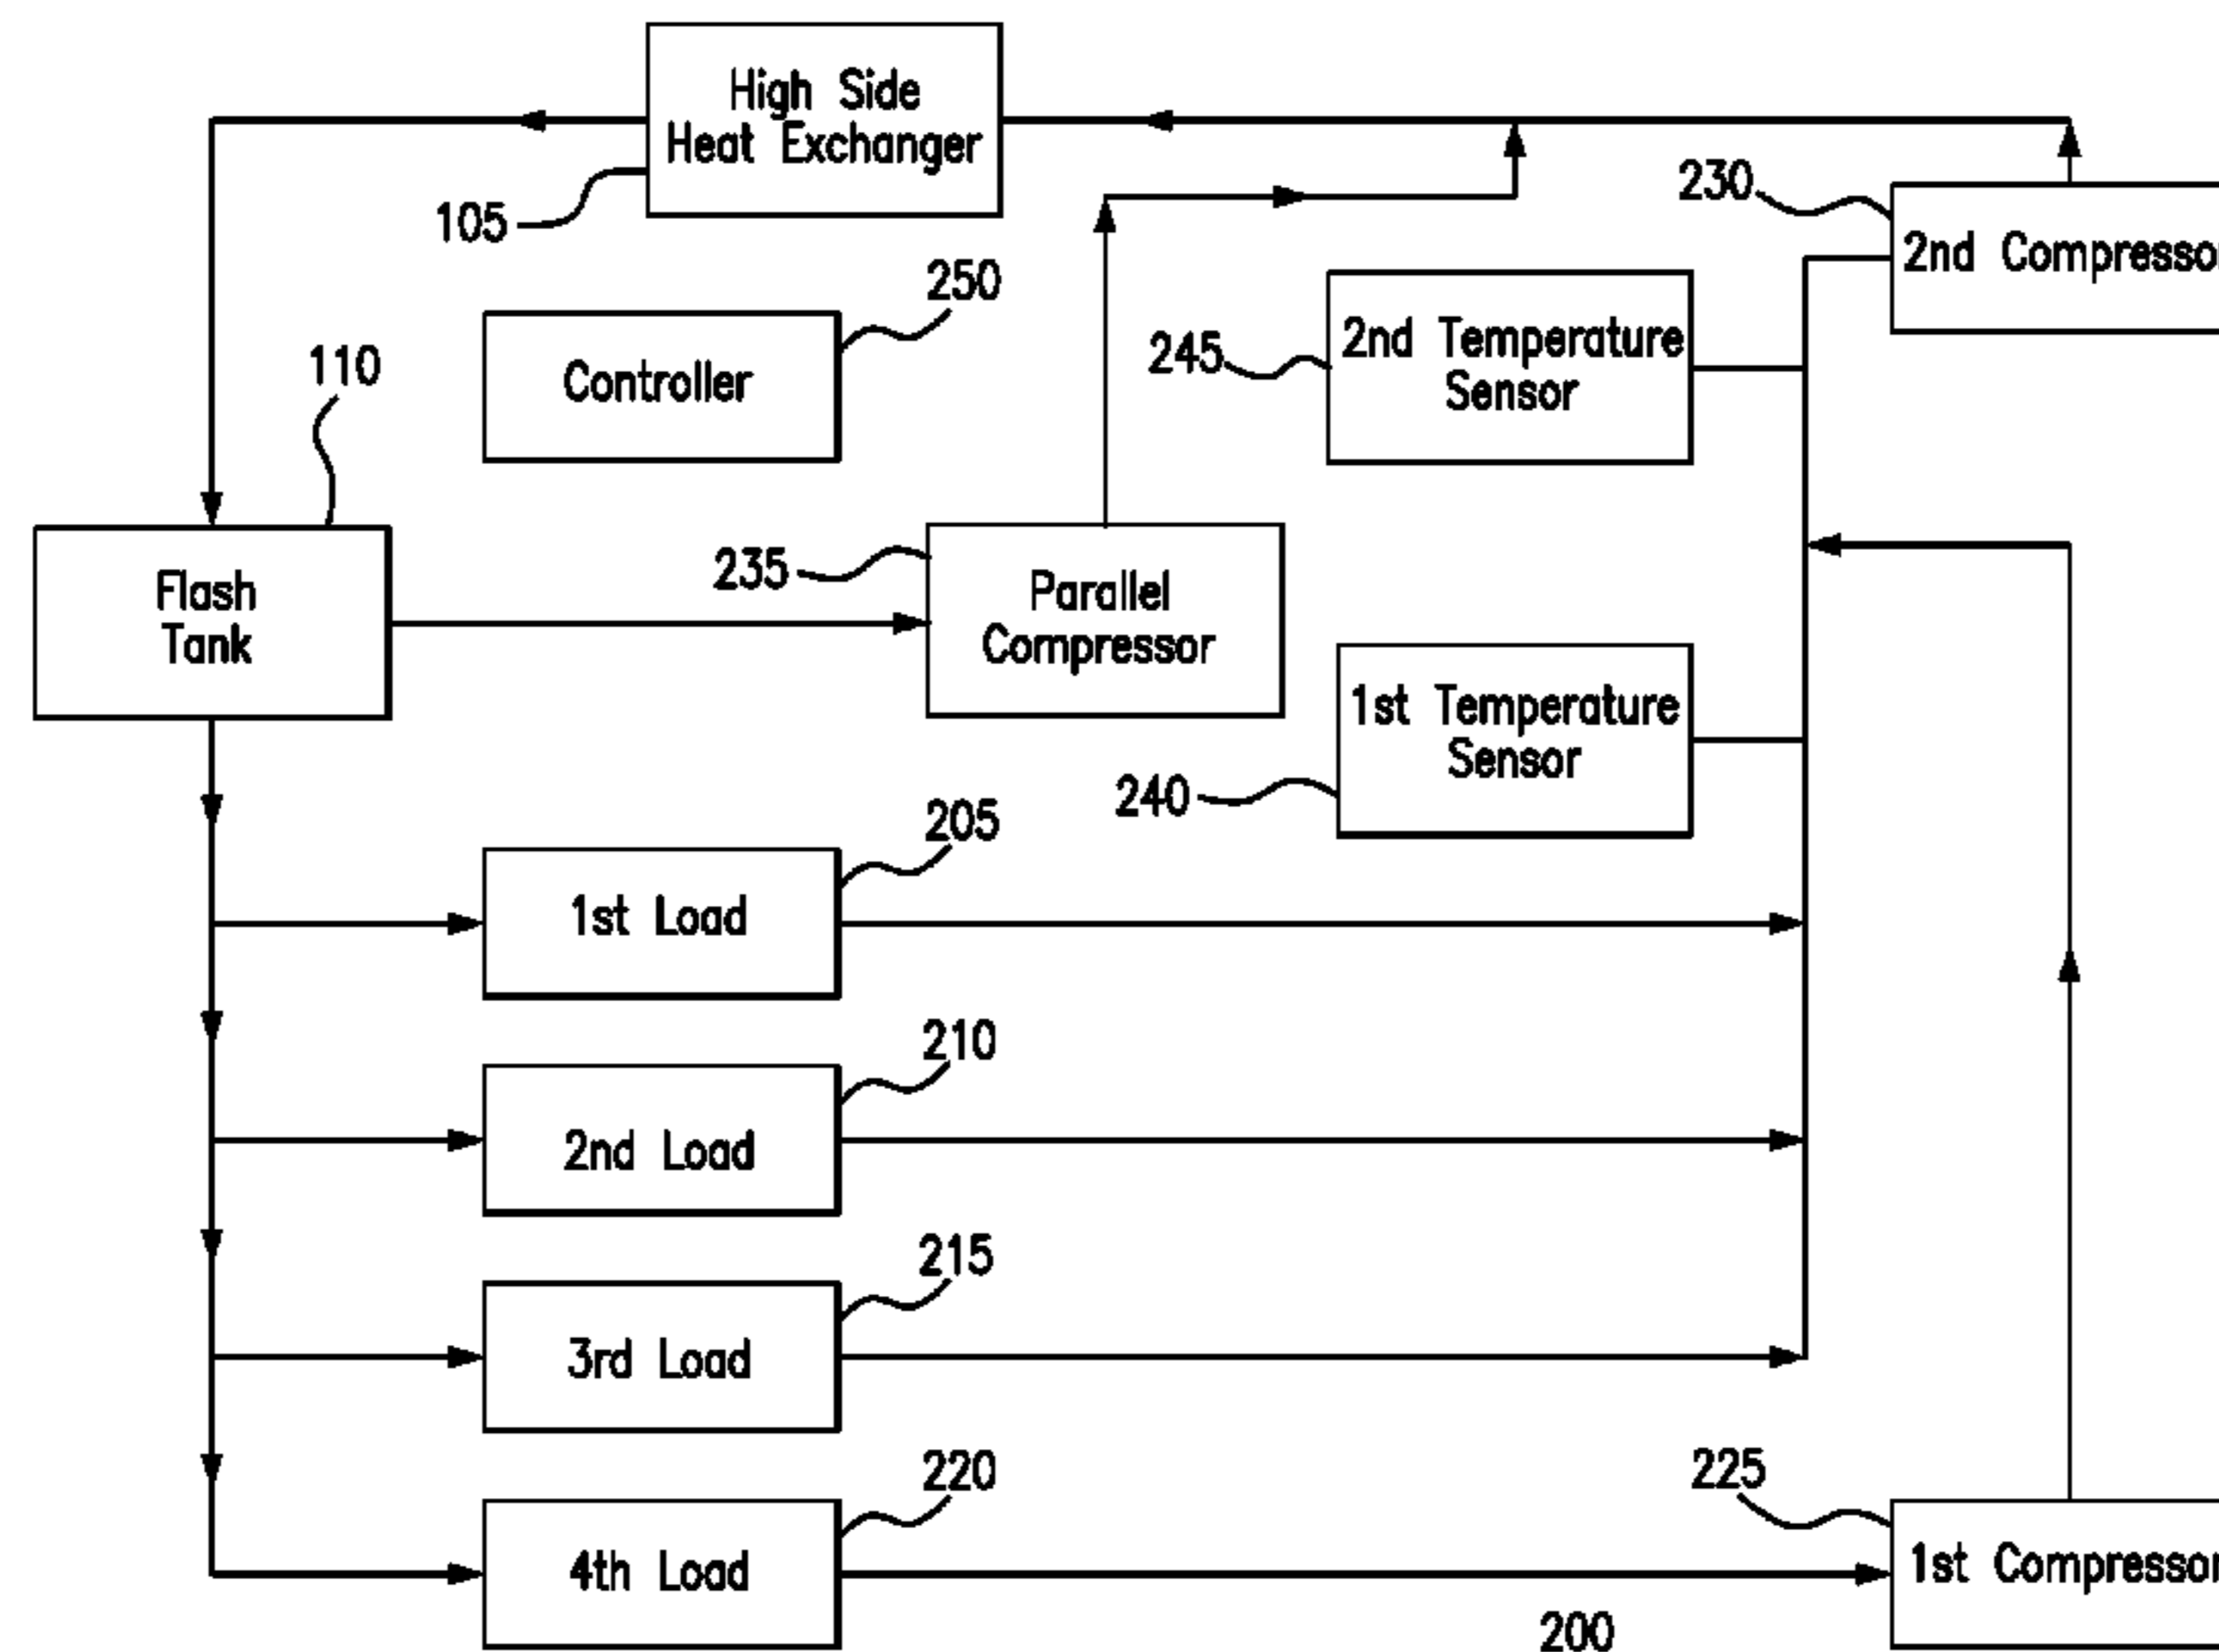 High Side
Heat Exchanger
105
230
2nd Compressor
250
Controller
110
2nd Temperature
Sensor
245
235
Flash
Tank
Parallel
Compressor
1st Temperature
Sensor
240
205
1st Load
210
2nd Load
215
3rd Load
220
4th Load
225
1st Compressor
200